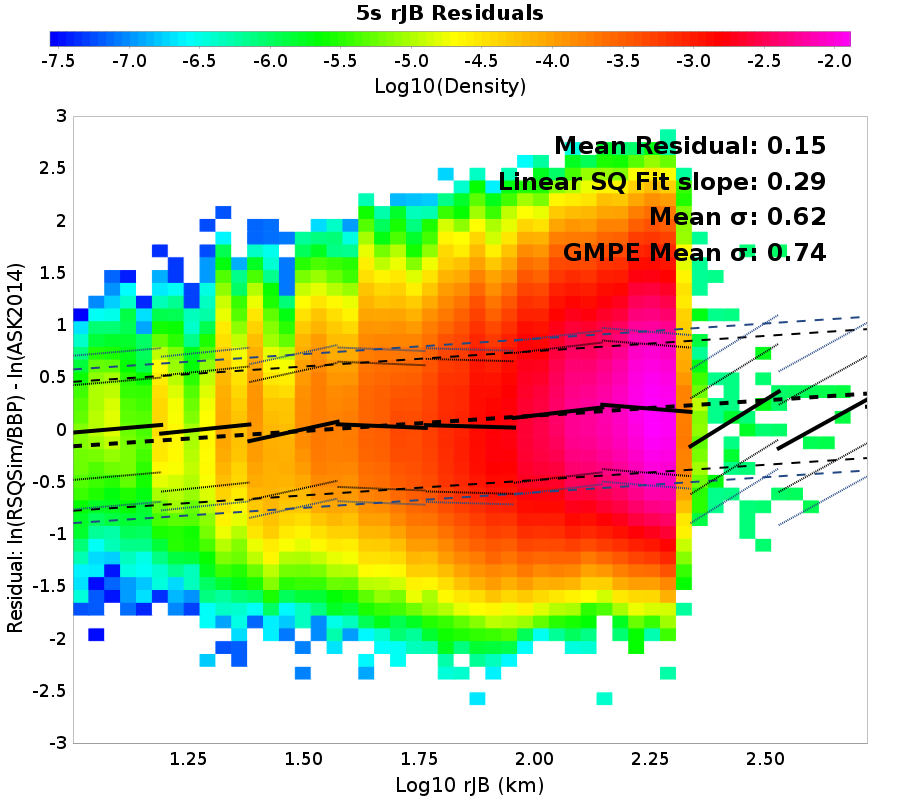 5s rJB Residuals
-7.5 -7.0 -6.5 -6.0 -5.5 -5.0 -4.5 -4.0 -3.5 -3.0 -2.5 -2.0
Log10(Density)
Mean Residual: 0.15
Linear SQ Fit slope: 0.29
Mean σ: 0.62
GMPE Mean σ: 0.74
3
2.5
2
1.5
1
0.5
0
-0.5
-1
-1.5
-2
-2.5
-3
Residual: ln(RSQSim/BBP) - ln(ASK2014)
1.25 1.50 1.75 2.00 2.25 2.50
Log10 rJB (km)